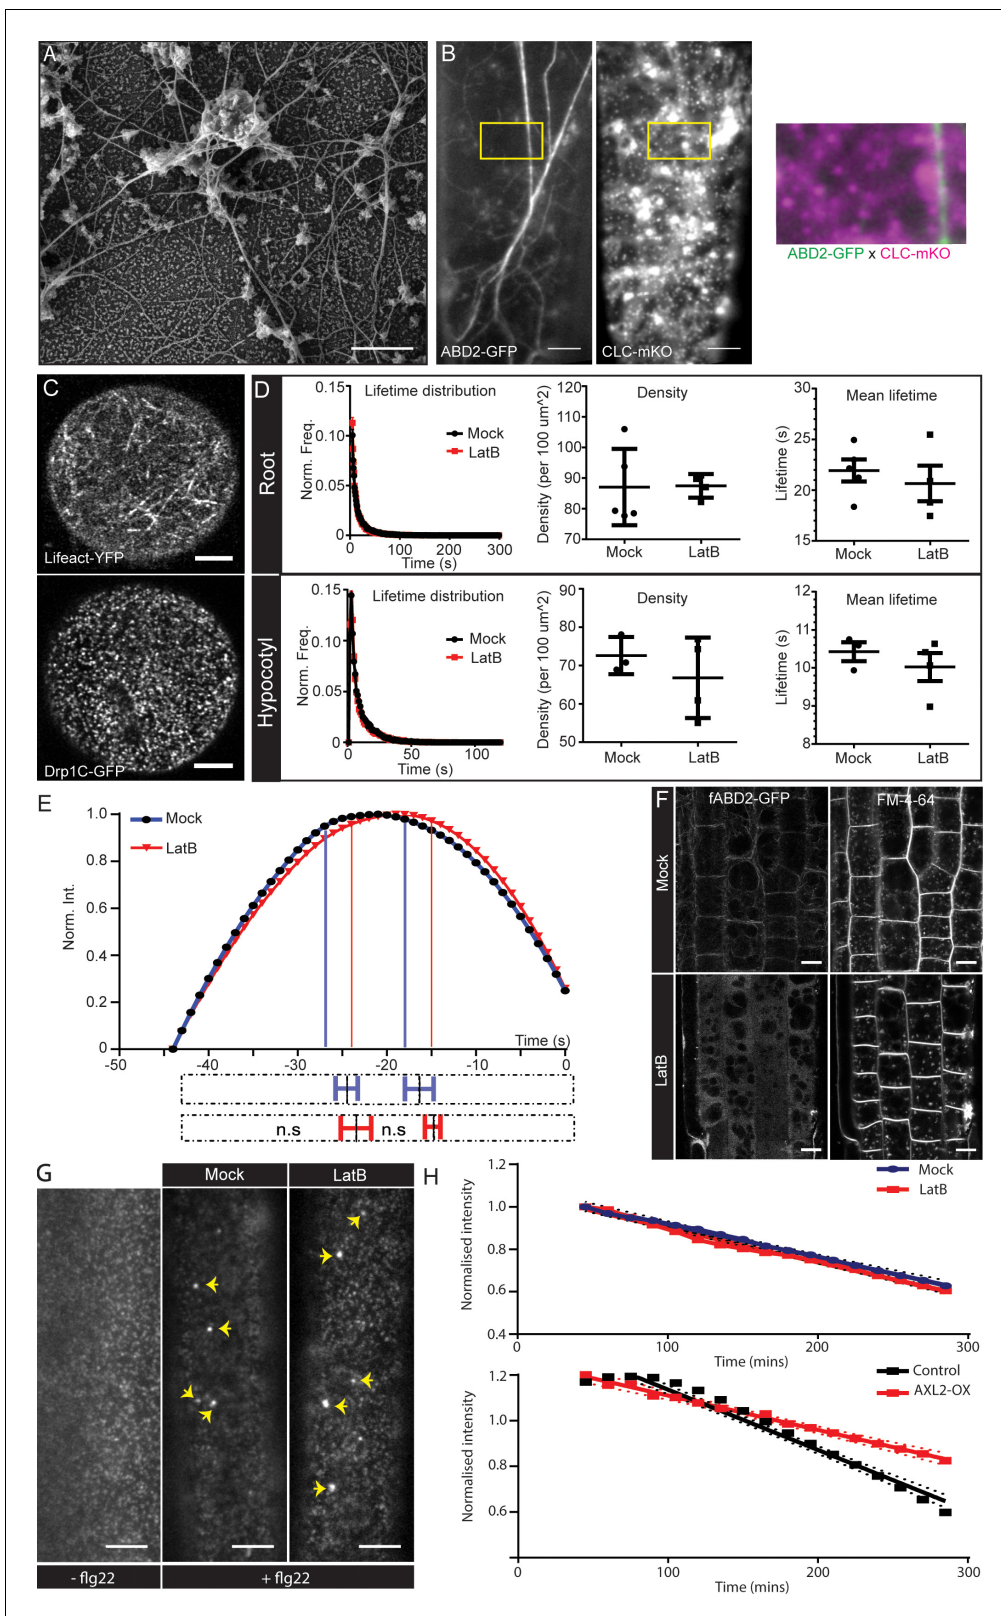 A
B
ABD2-GFP
CLC-mKO
ABD2-GFP x CLC-mKO
C
Lifeact-YFP
Drp1C-GFP
D
Root
Lifetime distribution
Norm. Freq.
0.15
0.10
0.05
0
Mock
LatB
0 100 200 300
Time (s)
Density
Density (per 100 um^2)
120
110
100
90
80
70
Mock LatB
Mean lifetime
Lifetime (s)
30
25
20
15
Mock LatB
Hypocotyl
Lifetime distribution
Norm. Freq.
0.15
0.10
0.05
0
Mock
LatB
0 50 100
Time (s)
Density
Density (per 100 um^2)
90
80
70
60
50
Mock LatB
Mean lifetime
Lifetime (s)
12
11
10
9
8
Mock LatB
E
Mock
LatB
Norm. Int.
1.0
0.8
0.6
0.4
0.2
0
-50 -40 -30 -20 -10 0
Time (s)
n.s n.s
F
fABD2-GFP FM-4-64
Mock
LatB
G
Mock LatB
- flg22 + flg22
H
Normalised intensity
1.2
1.0
0.8
0.6
0.4
Mock
LatB
0 100 200 300
Time (mins)
Normalised intensity
1.2
1.0
0.8
0.6
Control
AXL2-OX
0 100 200 300
Time (mins)